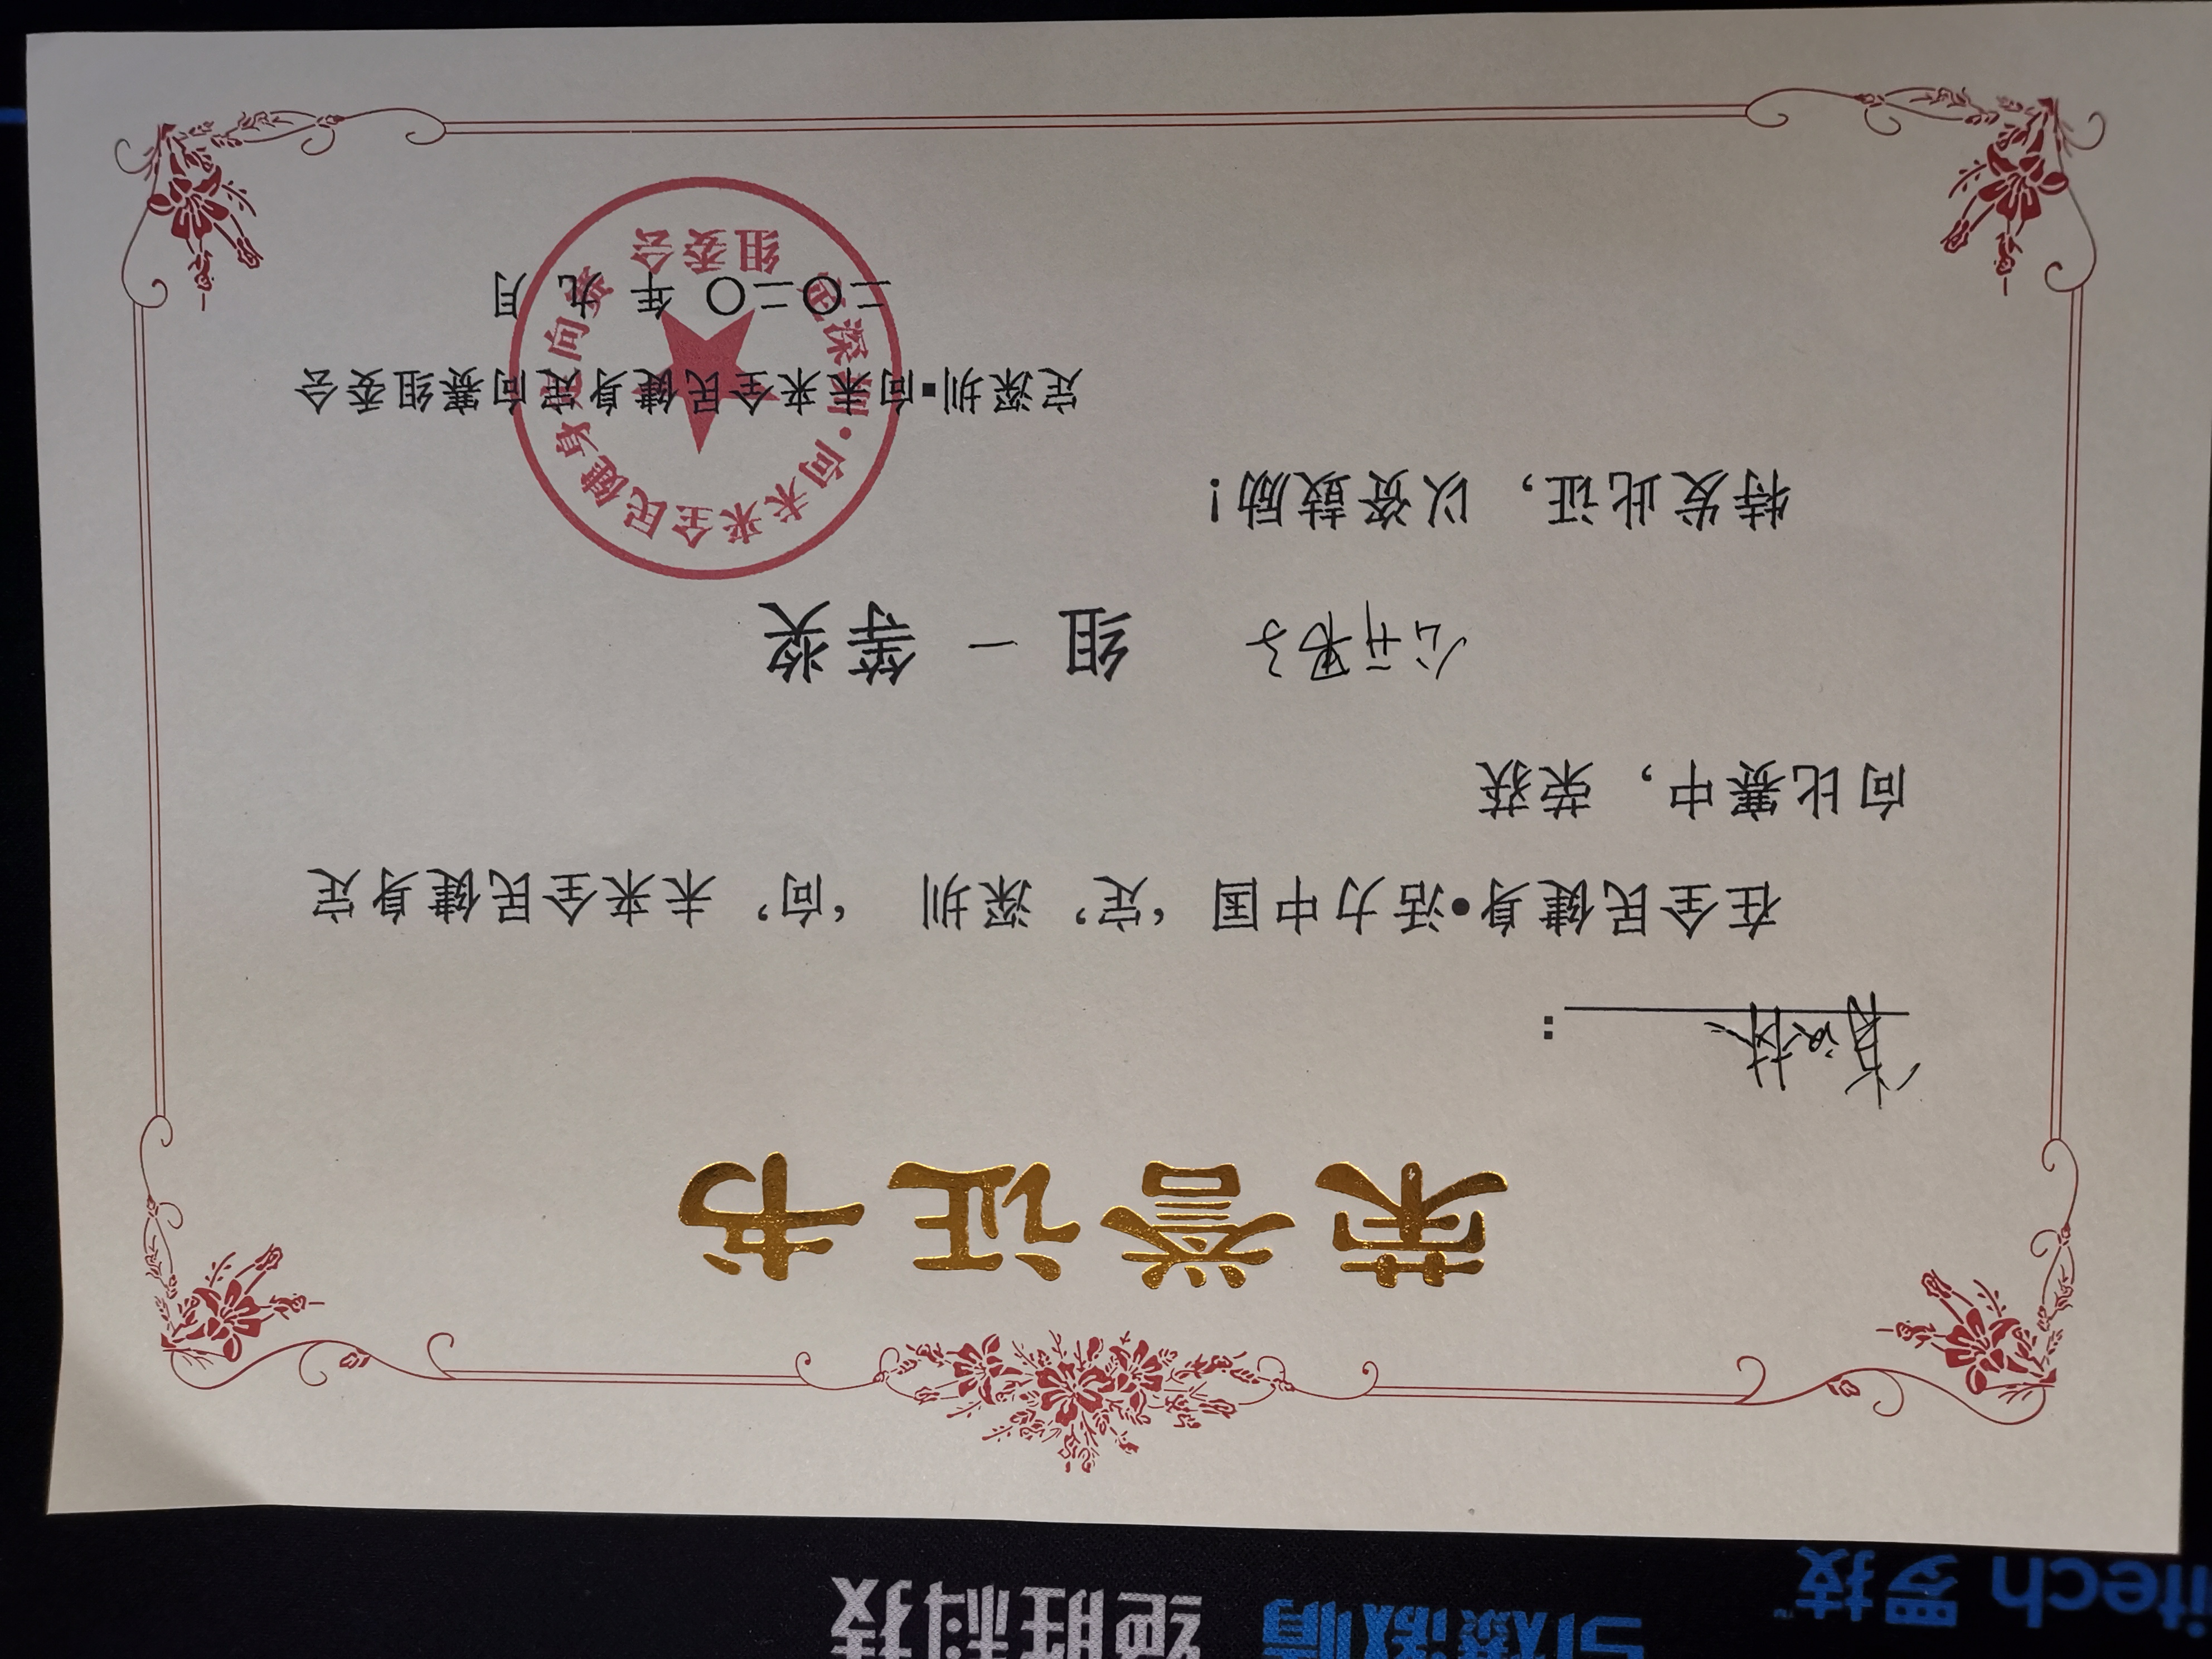 itech 罗技™
引爆激情 绝胜科技
荣誉证书
肖汉林:
在全民健身•活力中国‘定’深圳 ‘向’未来全民健身定
向比赛中，荣获
公开男子 组 一 等奖
特发此证，以资鼓励！
定深圳▪向未来全民健身定向赛组委会
二〇二〇 年 九 月
定深圳·向未来全民健身定向赛
组委会